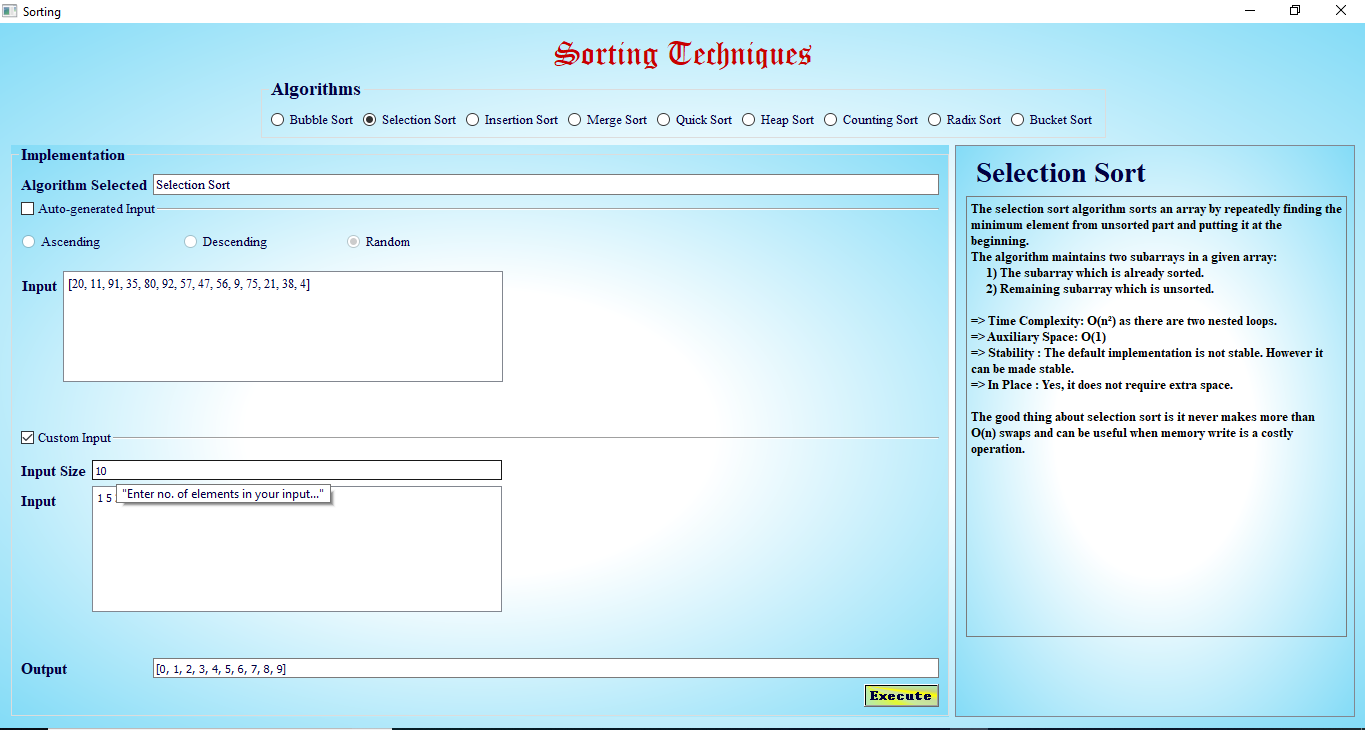 Sorting
Sorting Techniques
Algorithms
Bubble Sort Selection Sort Insertion Sort Merge Sort Quick Sort Heap Sort Counting Sort Radix Sort Bucket Sort
Implementation
Algorithm Selected Selection Sort
Auto-generated Input
Ascending Descending Random
Input [20, 11, 91, 35, 80, 92, 57, 47, 56, 9, 75, 21, 38, 4]
Custom Input
Input Size 10
"Enter no. of elements in your input..."
Input 1 5
Output [0, 1, 2, 3, 4, 5, 6, 7, 8, 9]
Execute
Selection Sort
The selection sort algorithm sorts an array by repeatedly finding the
minimum element from unsorted part and putting it at the
beginning.
The algorithm maintains two subarrays in a given array:
1) The subarray which is already sorted.
2) Remaining subarray which is unsorted.
=> Time Complexity: O(n²) as there are two nested loops.
=> Auxiliary Space: O(1)
=> Stability : The default implementation is not stable. However it
can be made stable.
=> In Place : Yes, it does not require extra space.
The good thing about selection sort is it never makes more than
O(n) swaps and can be useful when memory write is a costly
operation.